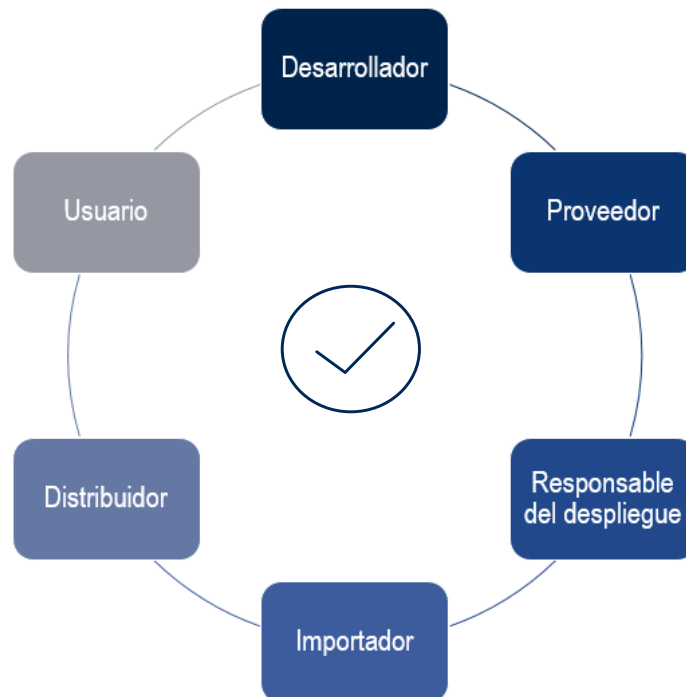 Desarrollador
Proveedor
Responsable
del despliegue
Importador
Distribuidor
Usuario